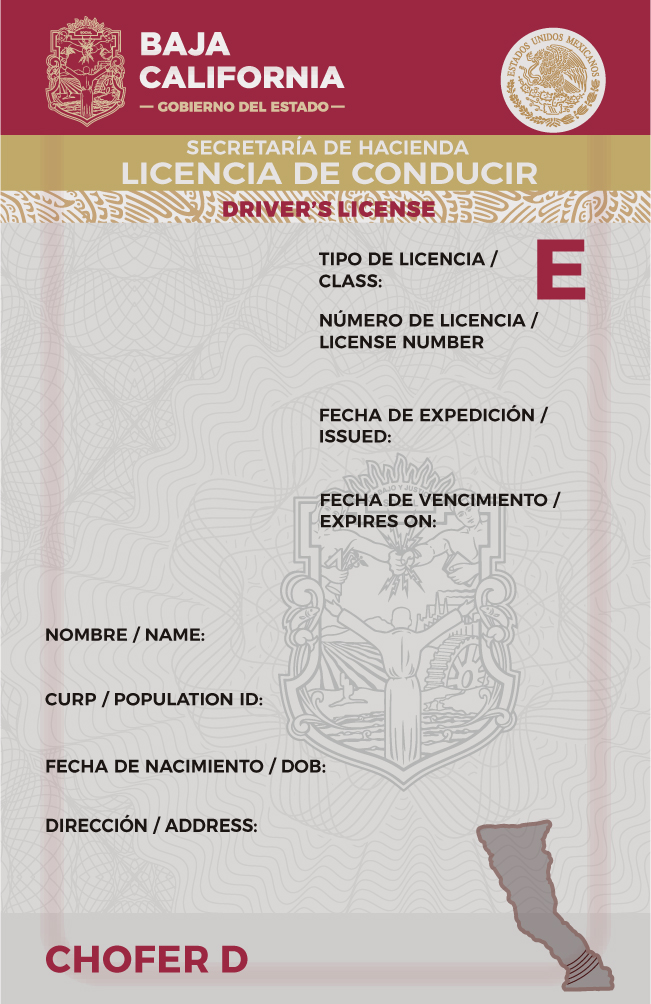 BAJA
CALIFORNIA
GOBIERNO DEL ESTADO
ESTADOS UNIDOS MEXICANOS
SECRETARÍA DE HACIENDA
LICENCIA DE CONDUCIR
DRIVER'S LICENSE
TIPO DE LICENCIA /
CLASS:
E
NÚMERO DE LICENCIA /
LICENSE NUMBER
FECHA DE EXPEDICIÓN /
ISSUED:
FECHA DE VENCIMIENTO /
EXPIRES ON:
NOMBRE / NAME:
CURP / POPULATION ID:
FECHA DE NACIMIENTO / DOB:
DIRECCIÓN / ADDRESS:
CHOFER D